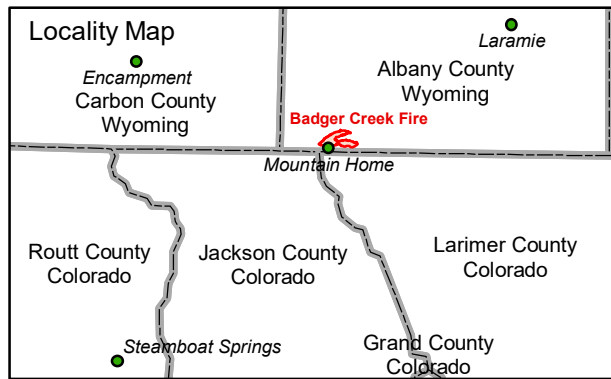 Locality Map
Laramie
Encampment
Albany County
Wyoming
Carbon County
Wyoming
Badger Creek Fire
Mountain Home
Routt County
Colorado
Jackson County
Colorado
Larimer County
Colorado
Steamboat Springs
Grand County
Colorado